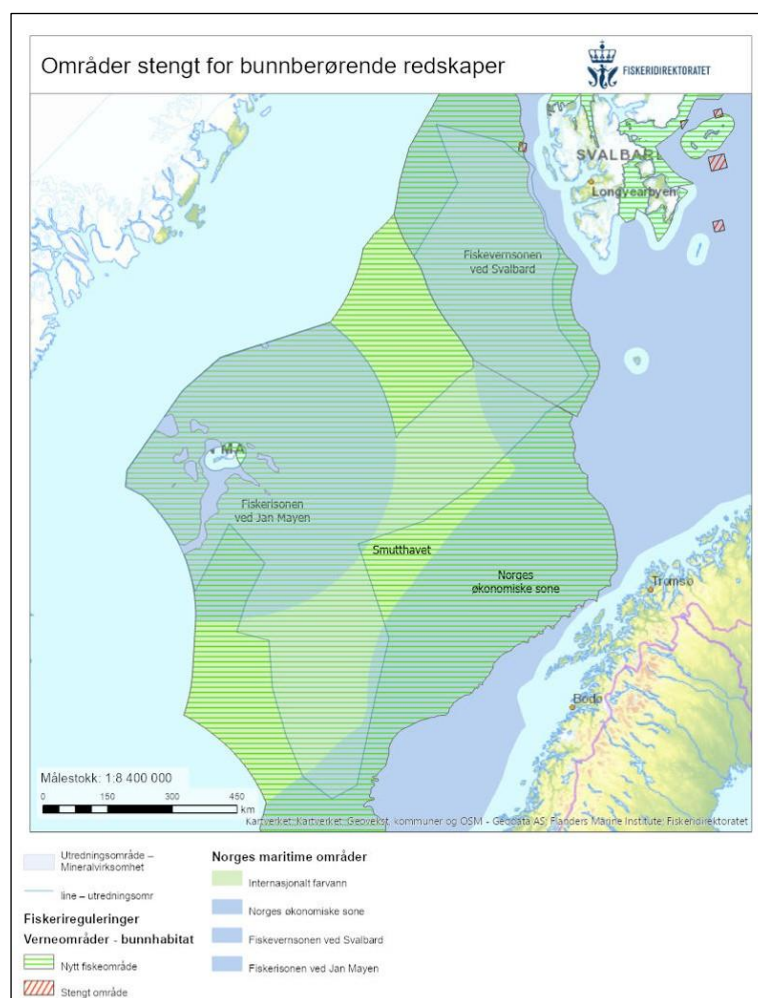 Områder stengt for bunnberørende redskaper
FISKERIDIREKTORATET
SVALBARD
Longyearbyen
Fiskevernsonen
ved Svalbard
MA
Fiskerisonen
ved Jan Mayen
Smutthavet
Norges
økonomiske sone
Tromsø
Bodø
Målestokk: 1:8 400 000
0 150 300 450
km
Kartverket, Kartverket, Geovekst, kommuner og OSM - Geodata AS; Flanders Marine Institute; Fiskeridirektoratet
Utredningsområde –
Mineralvirksomhet
line – utredningsomr
Fiskerireguleringer
Verneområder - bunnhabitat
Nytt fiskeområde
Stengt område
Norges maritime områder
Internasjonalt farvann
Norges økonomiske sone
Fiskevernsonen ved Svalbard
Fiskerisonen ved Jan Mayen